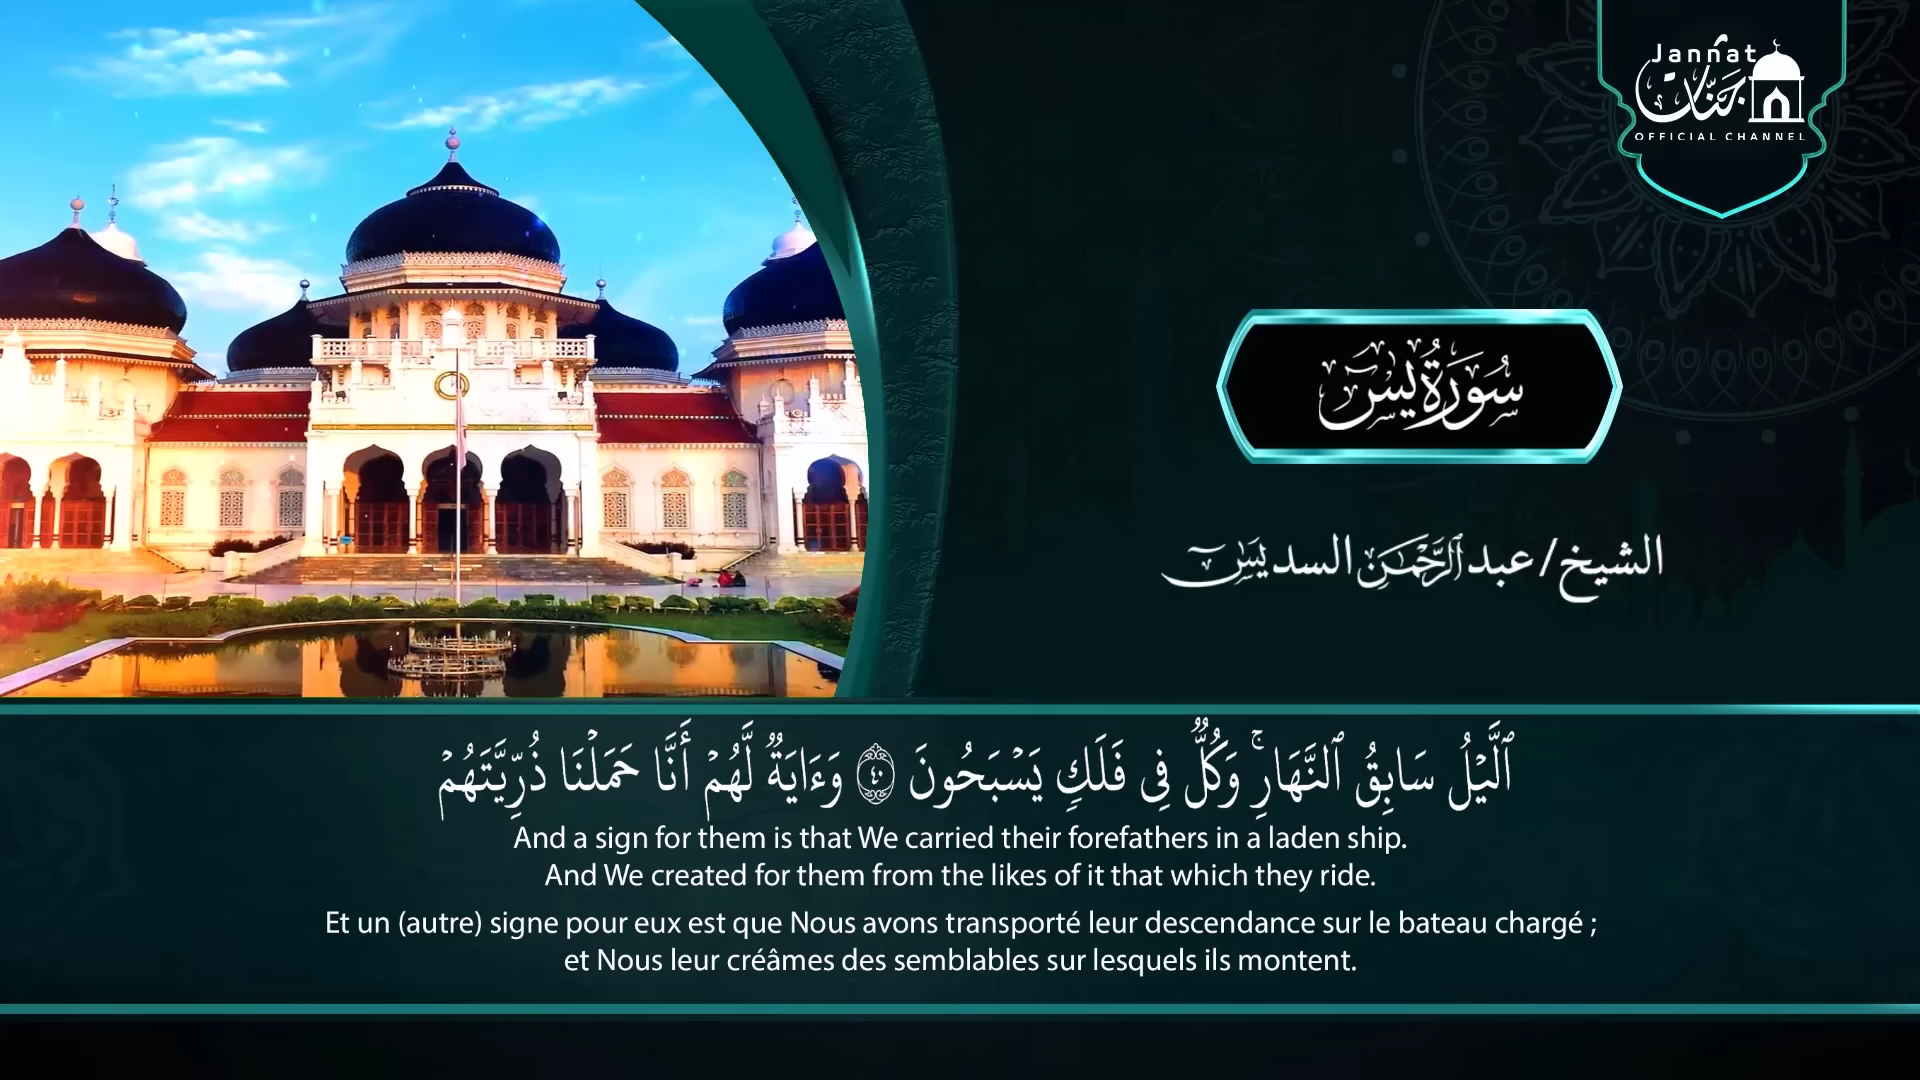 Jannat
جنّات
OFFICIAL CHANNEL
سُورَةُ يسٓ
الشيخ / عبد الرَّحْمَٰن السديس
ٱلَّيْلُ سَابِقُ ٱلنَّهَارِ ۚ وَكُلٌّ فِى فَلَكٍ يَسْبَحُونَ ٤٠ وَءَايَةٌ لَّهُمْ أَنَّا حَمَلْنَا ذُرِّيَّتَهُمْ
And a sign for them is that We carried their forefathers in a laden ship.
And We created for them from the likes of it that which they ride.
Et un (autre) signe pour eux est que Nous avons transporté leur descendance sur le bateau chargé ;
et Nous leur créâmes des semblables sur lesquels ils montent.